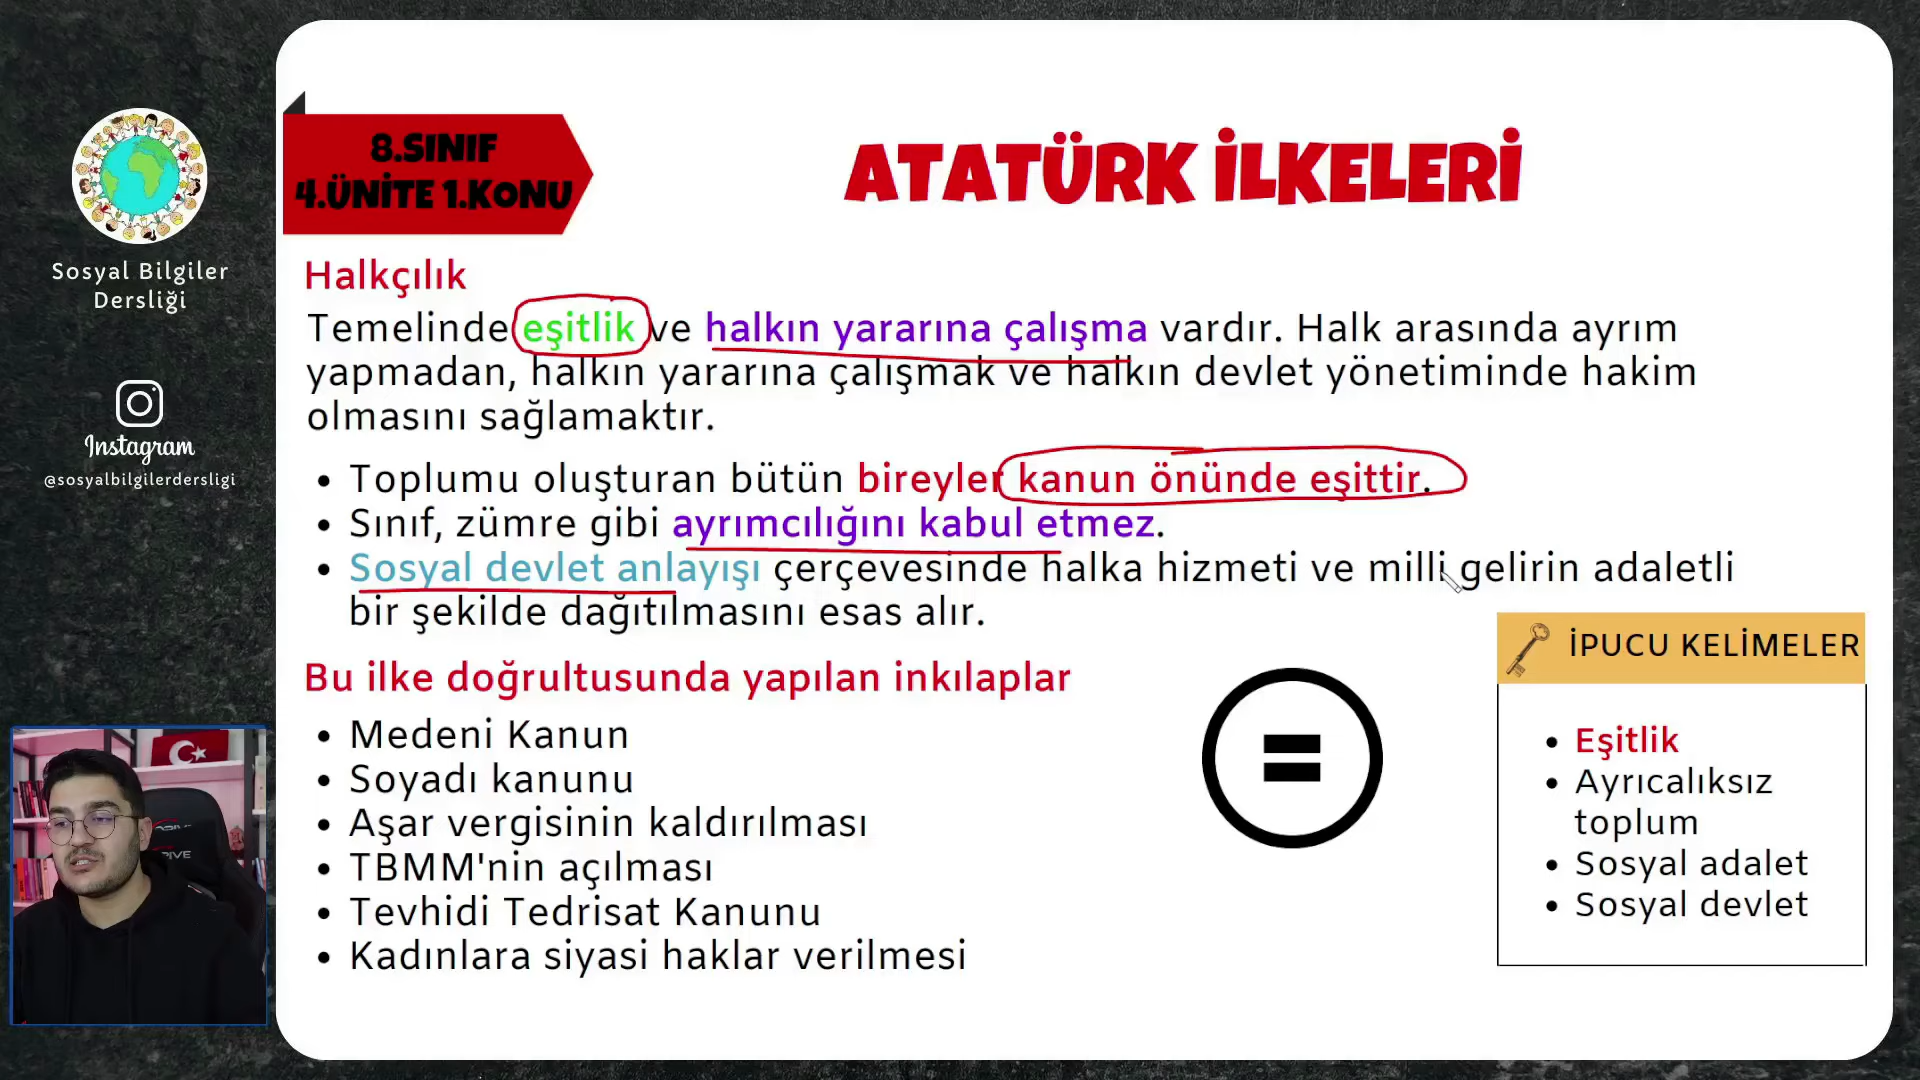 8.SINIF
4.ÜNİTE 1.KONU
ATATÜRK İLKELERİ
Sosyal Bilgiler
Dersliği
Instagram
@sosyalbilgilerdersligi
Halkçılık
Temelinde eşitlik ve halkın yararına çalışma vardır. Halk arasında ayrım
yapmadan, halkın yararına çalışmak ve halkın devlet yönetiminde hakim
olmasını sağlamaktır.
• Toplumu oluşturan bütün bireyler kanun önünde eşittir.
• Sınıf, zümre gibi ayrımcılığını kabul etmez.
• Sosyal devlet anlayışı çerçevesinde halka hizmeti ve milli gelirin adaletli
bir şekilde dağıtılmasını esas alır.
Bu ilke doğrultusunda yapılan inkılaplar
• Medeni Kanun
• Soyadı kanunu
• Aşar vergisinin kaldırılması
• TBMM'nin açılması
• Tevhidi Tedrisat Kanunu
• Kadınlara siyasi haklar verilmesi
=
İPUCU KELİMELER
• Eşitlik
• Ayrıcalıksız
toplum
• Sosyal adalet
• Sosyal devlet